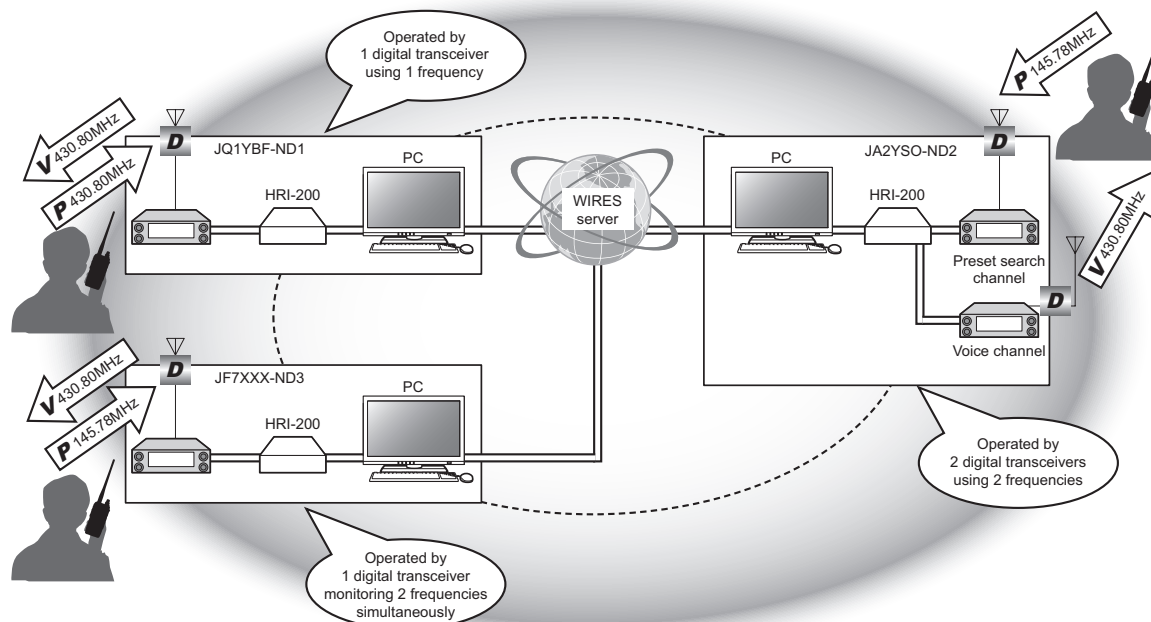 Operated by
1 digital transceiver
using 1 frequency
V 430.80MHz
P 430.80MHz
D
JQ1YBF-ND1
HRI-200
PC
WIRES
server
P 145.78MHz
D
JA2YSO-ND2
PC
HRI-200
Preset search
channel
V 430.80MHz
D
Voice channel
V 430.80MHz
P 145.78MHz
D
JF7XXX-ND3
HRI-200
PC
Operated by
2 digital transceivers
using 2 frequencies
Operated by
1 digital transceiver
monitoring 2 frequencies
simultaneously